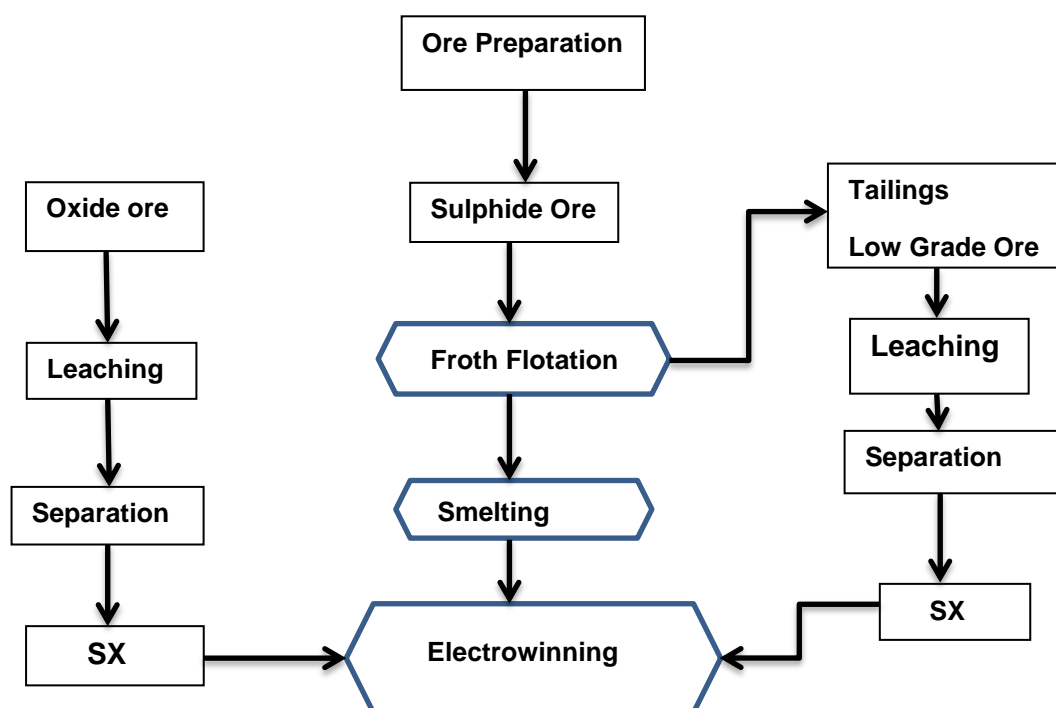 Ore Preparation
Oxide ore
Sulphide Ore
Tailings
Low Grade Ore
Leaching
Froth Flotation
Leaching
Separation
Smelting
Separation
SX
Electrowinning
SX